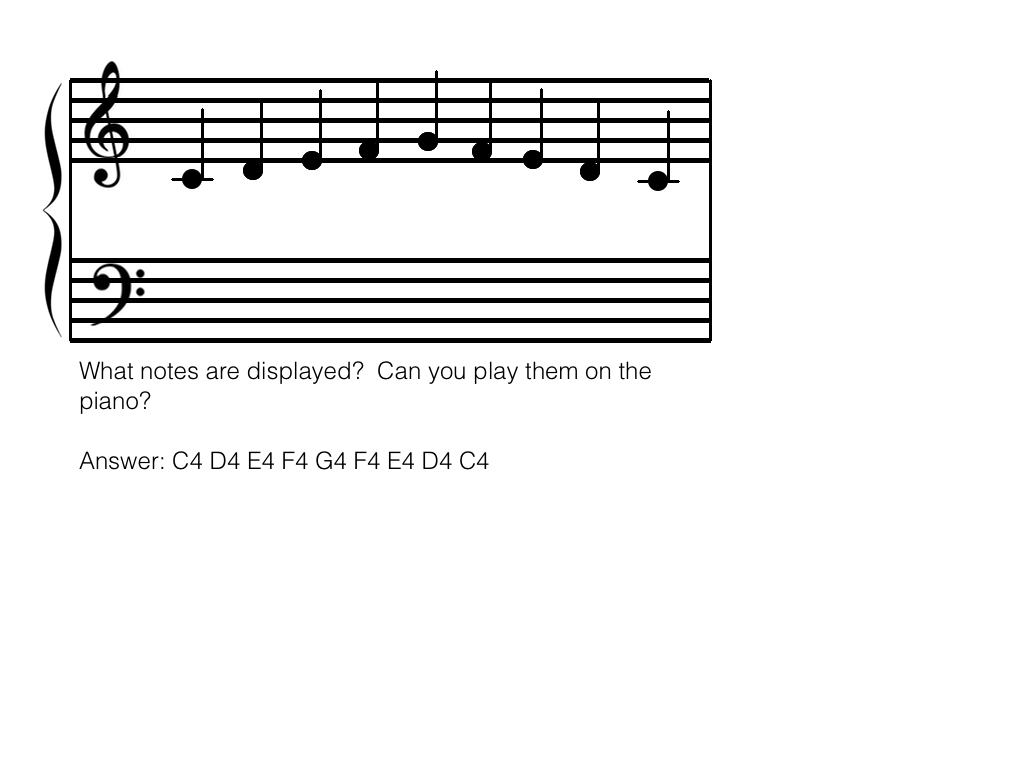 What notes are displayed?  Can you play them on the
piano?
Answer: C4 D4 E4 F4 G4 F4 E4 D4 C4